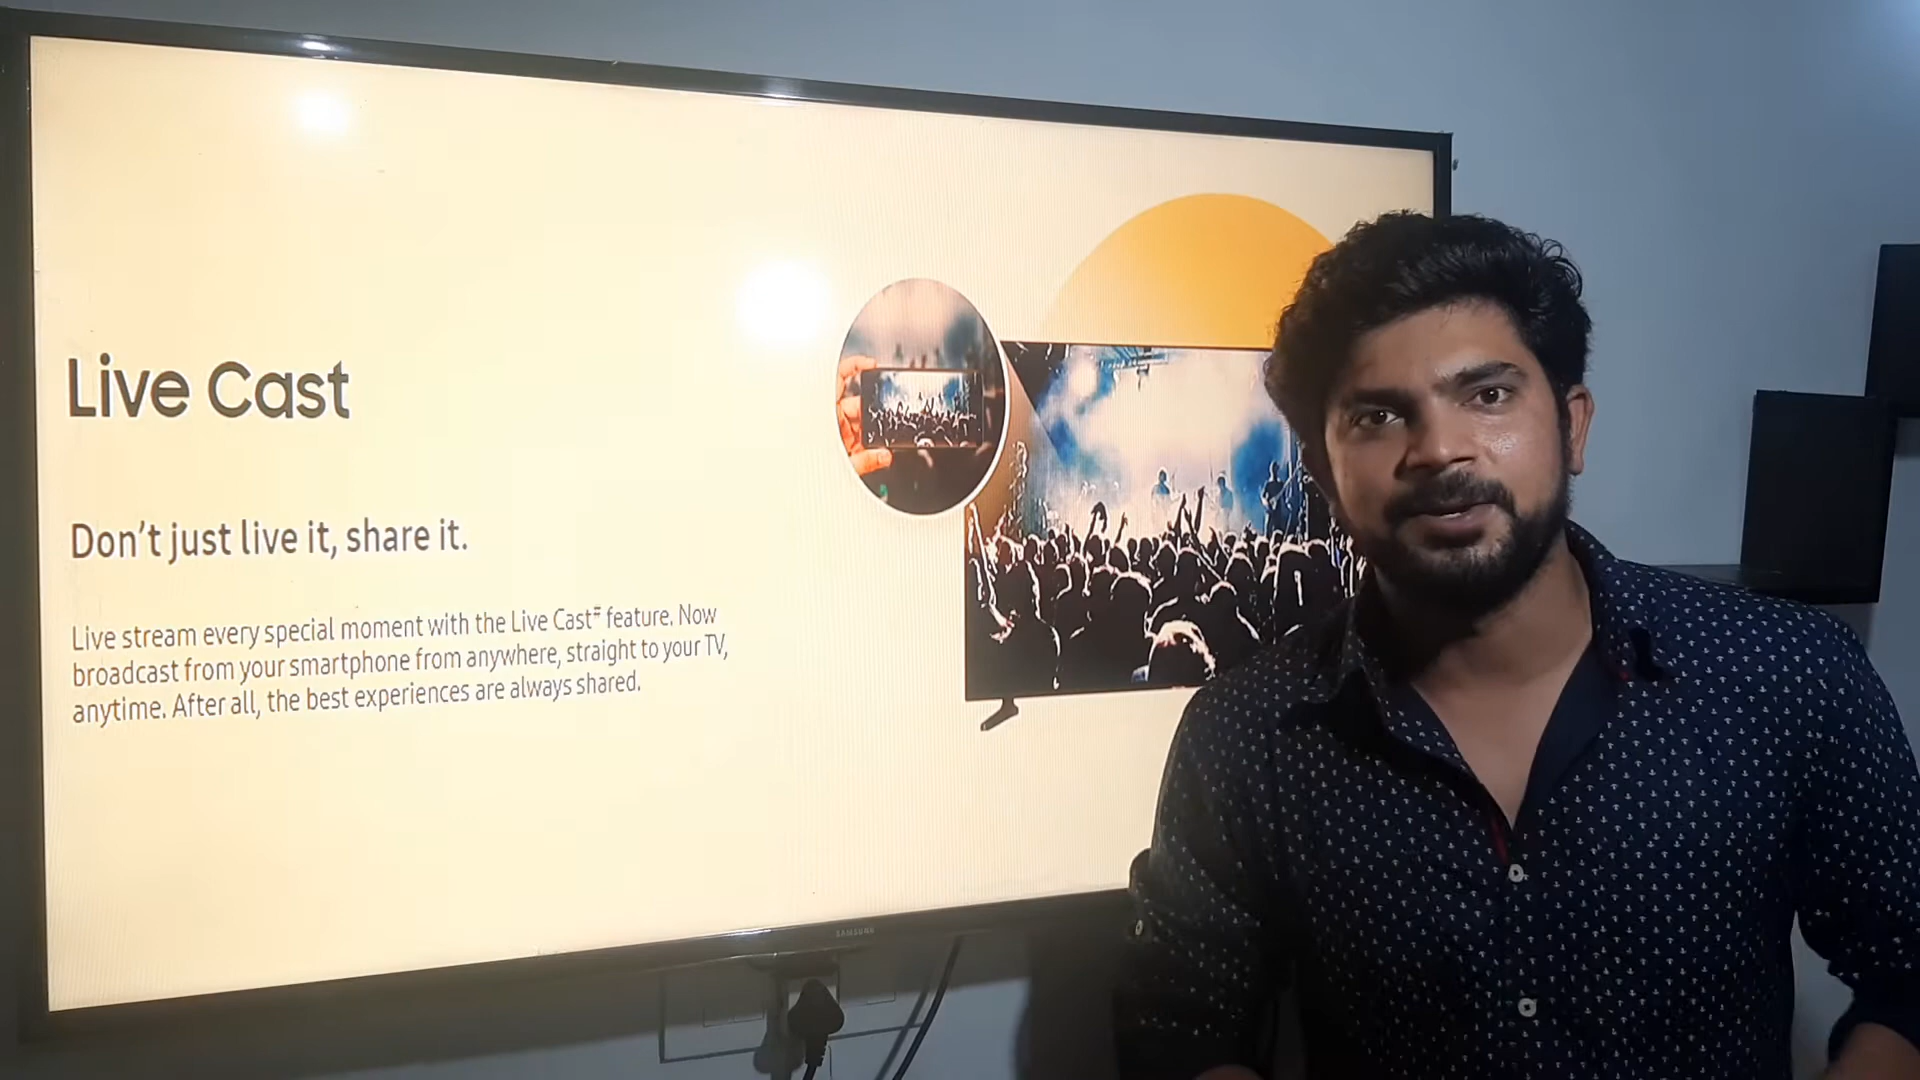 Live Cast
Don't just live it, share it.
Live stream every special moment with the Live Cast# feature. Now
broadcast from your smartphone from anywhere, straight to your TV,
anytime. After all, the best experiences are always shared.
SAMSUNG